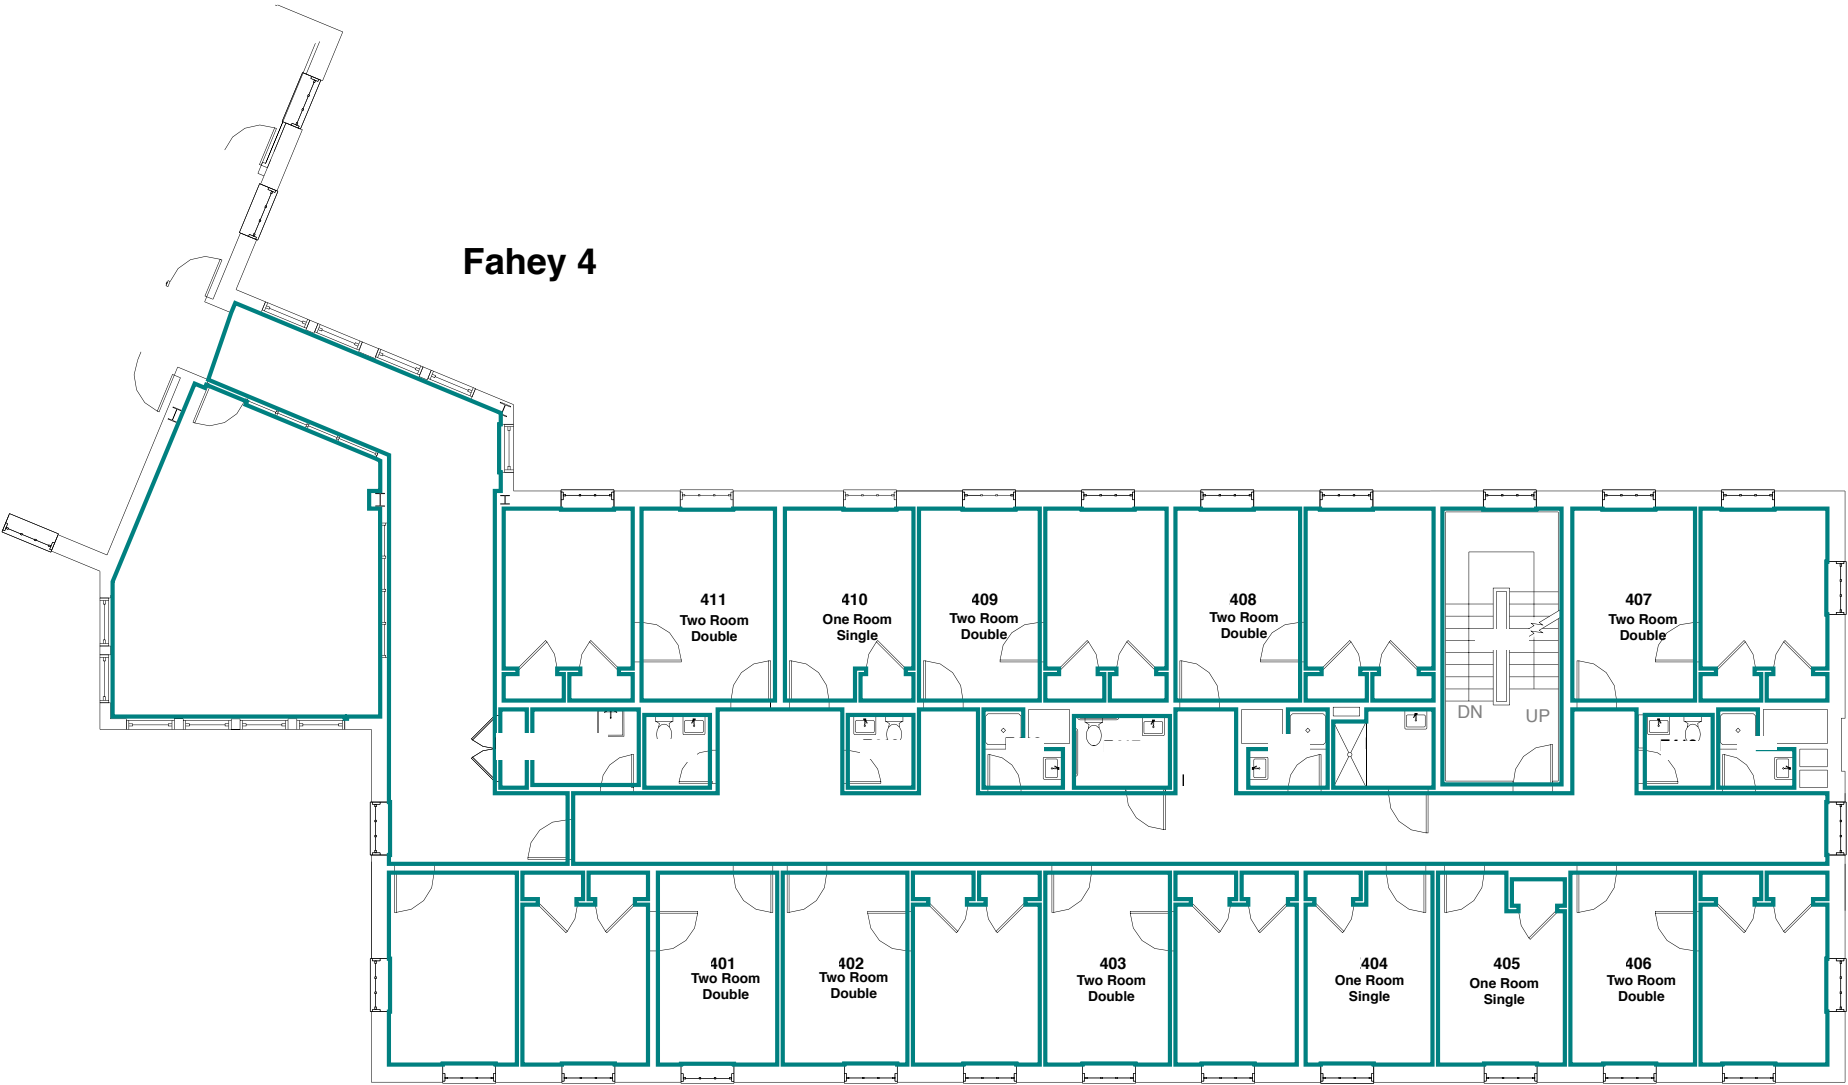 Fahey 4
411
Two Room
Double
410
One Room
Single
409
Two Room
Double
408
Two Room
Double
407
Two Room
Double
DN
UP
401
Two Room
Double
402
Two Room
Double
403
Two Room
Double
404
One Room
Single
405
One Room
Single
406
Two Room
Double